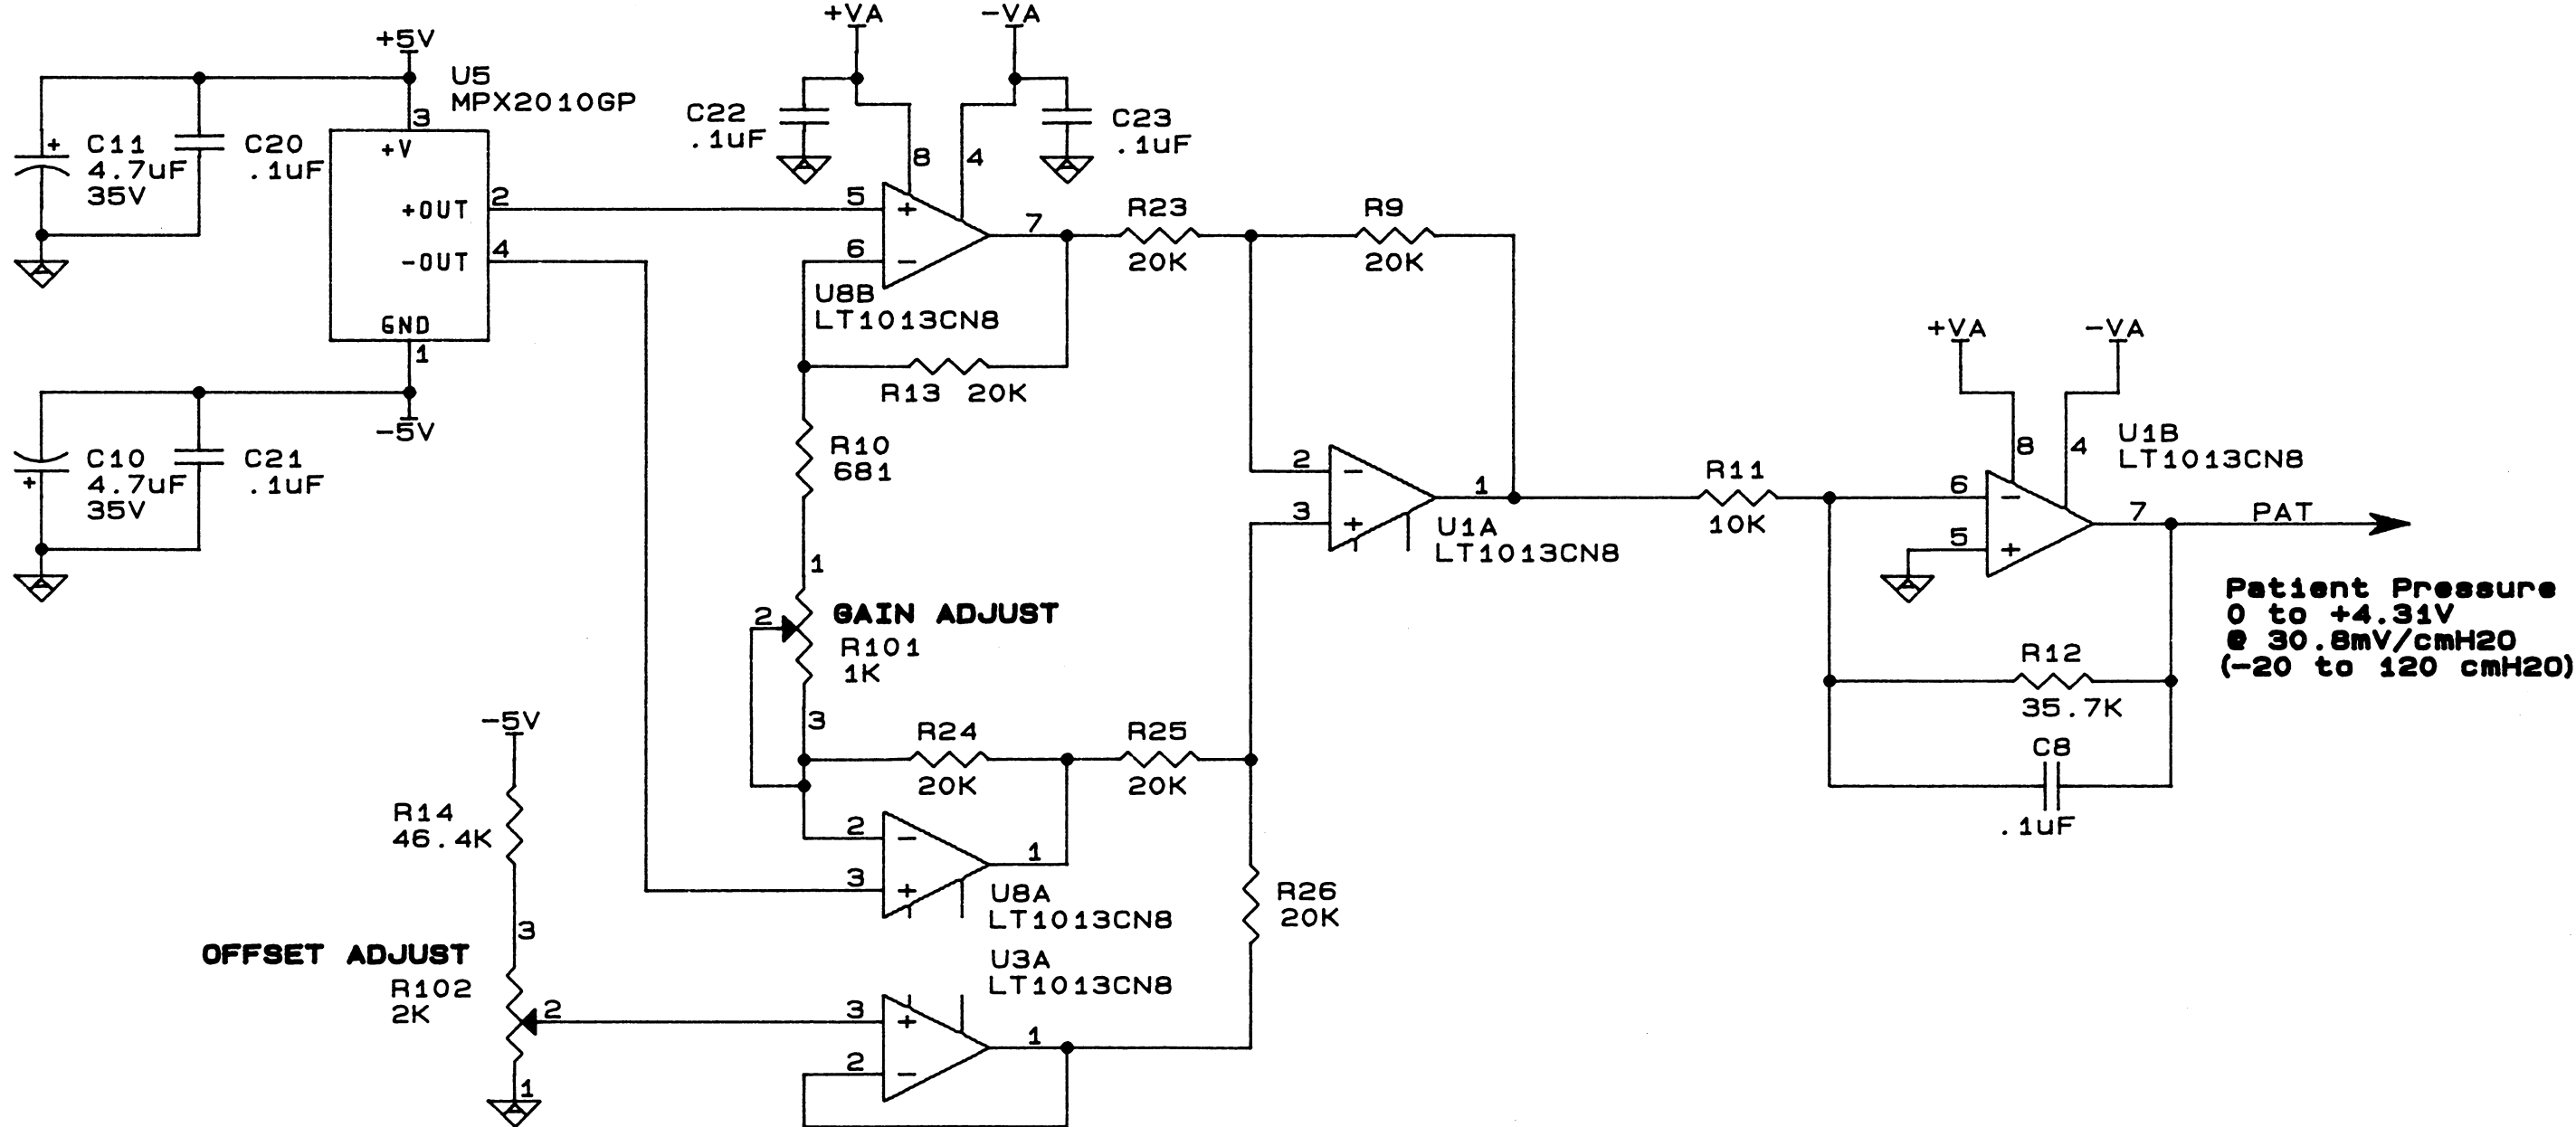 +VA
-VA
+5V
U5
MPX2010GP
3
+V
C11
4.7uF
35V
+
C20
.1uF
C22
.1uF
C23
.1uF
8
4
+OUT
2
-OUT
4
GND
1
5
+
6
-
7
U8B
LT1013CN8
R23
20K
R9
20K
R13 20K
-5V
C10
4.7uF
35V
+
C21
.1uF
R10
681
1
2
GAIN ADJUST
R101
1K
3
2
-
3
+
1
U1A
LT1013CN8
R11
10K
+VA
-VA
8
4
U1B
LT1013CN8
6
-
5
+
7
PAT
Patient Pressure
0 to +4.31V
@ 30.8mV/cmH2O
(-20 to 120 cmH2O)
R12
35.7K
C8
.1uF
-5V
R14
46.4K
3
OFFSET ADJUST
R102
2K
2
1
R24
20K
R25
20K
2
-
3
+
1
U8A
LT1013CN8
R26
20K
U3A
LT1013CN8
3
+
2
-
1
A
A
A
A
A
A